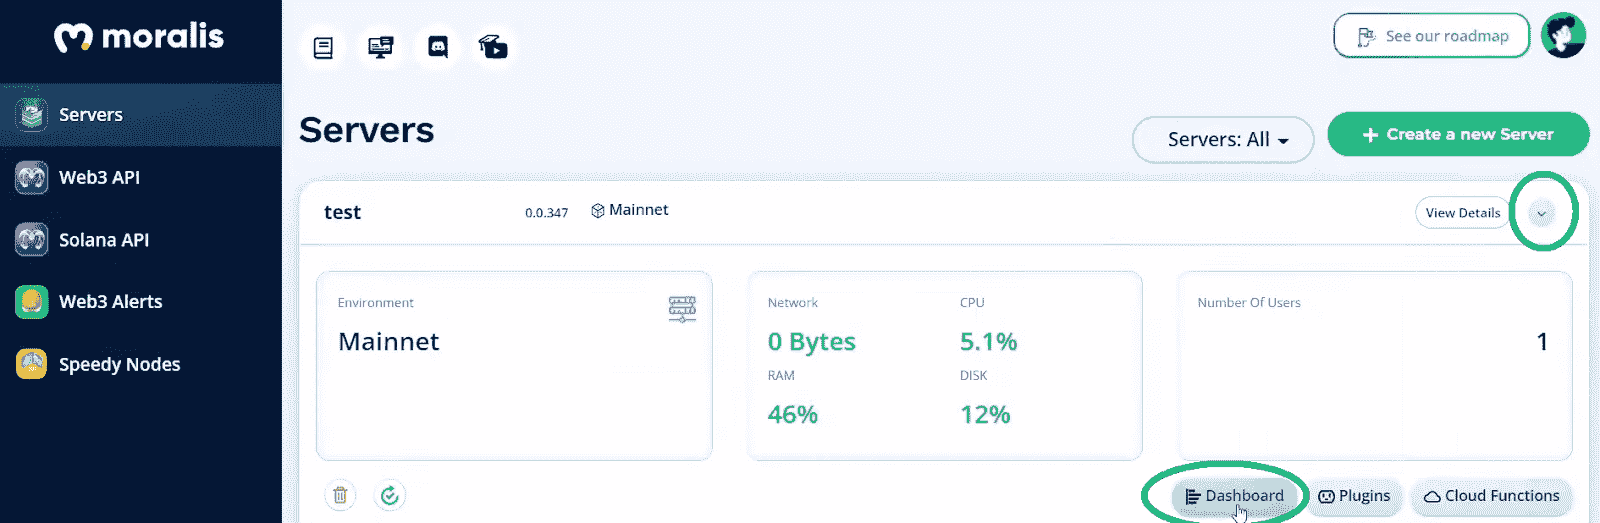 moralis
See our roadmap
Servers
Web3 API
Solana API
Web3 Alerts
Speedy Nodes
Servers
Servers: All
+ Create a new Server
test 0.0.347 Mainnet View Details
Environment
Mainnet
Network CPU
0 Bytes 5.1%
RAM DISK
46% 12%
Number Of Users
1
Dashboard Plugins Cloud Functions